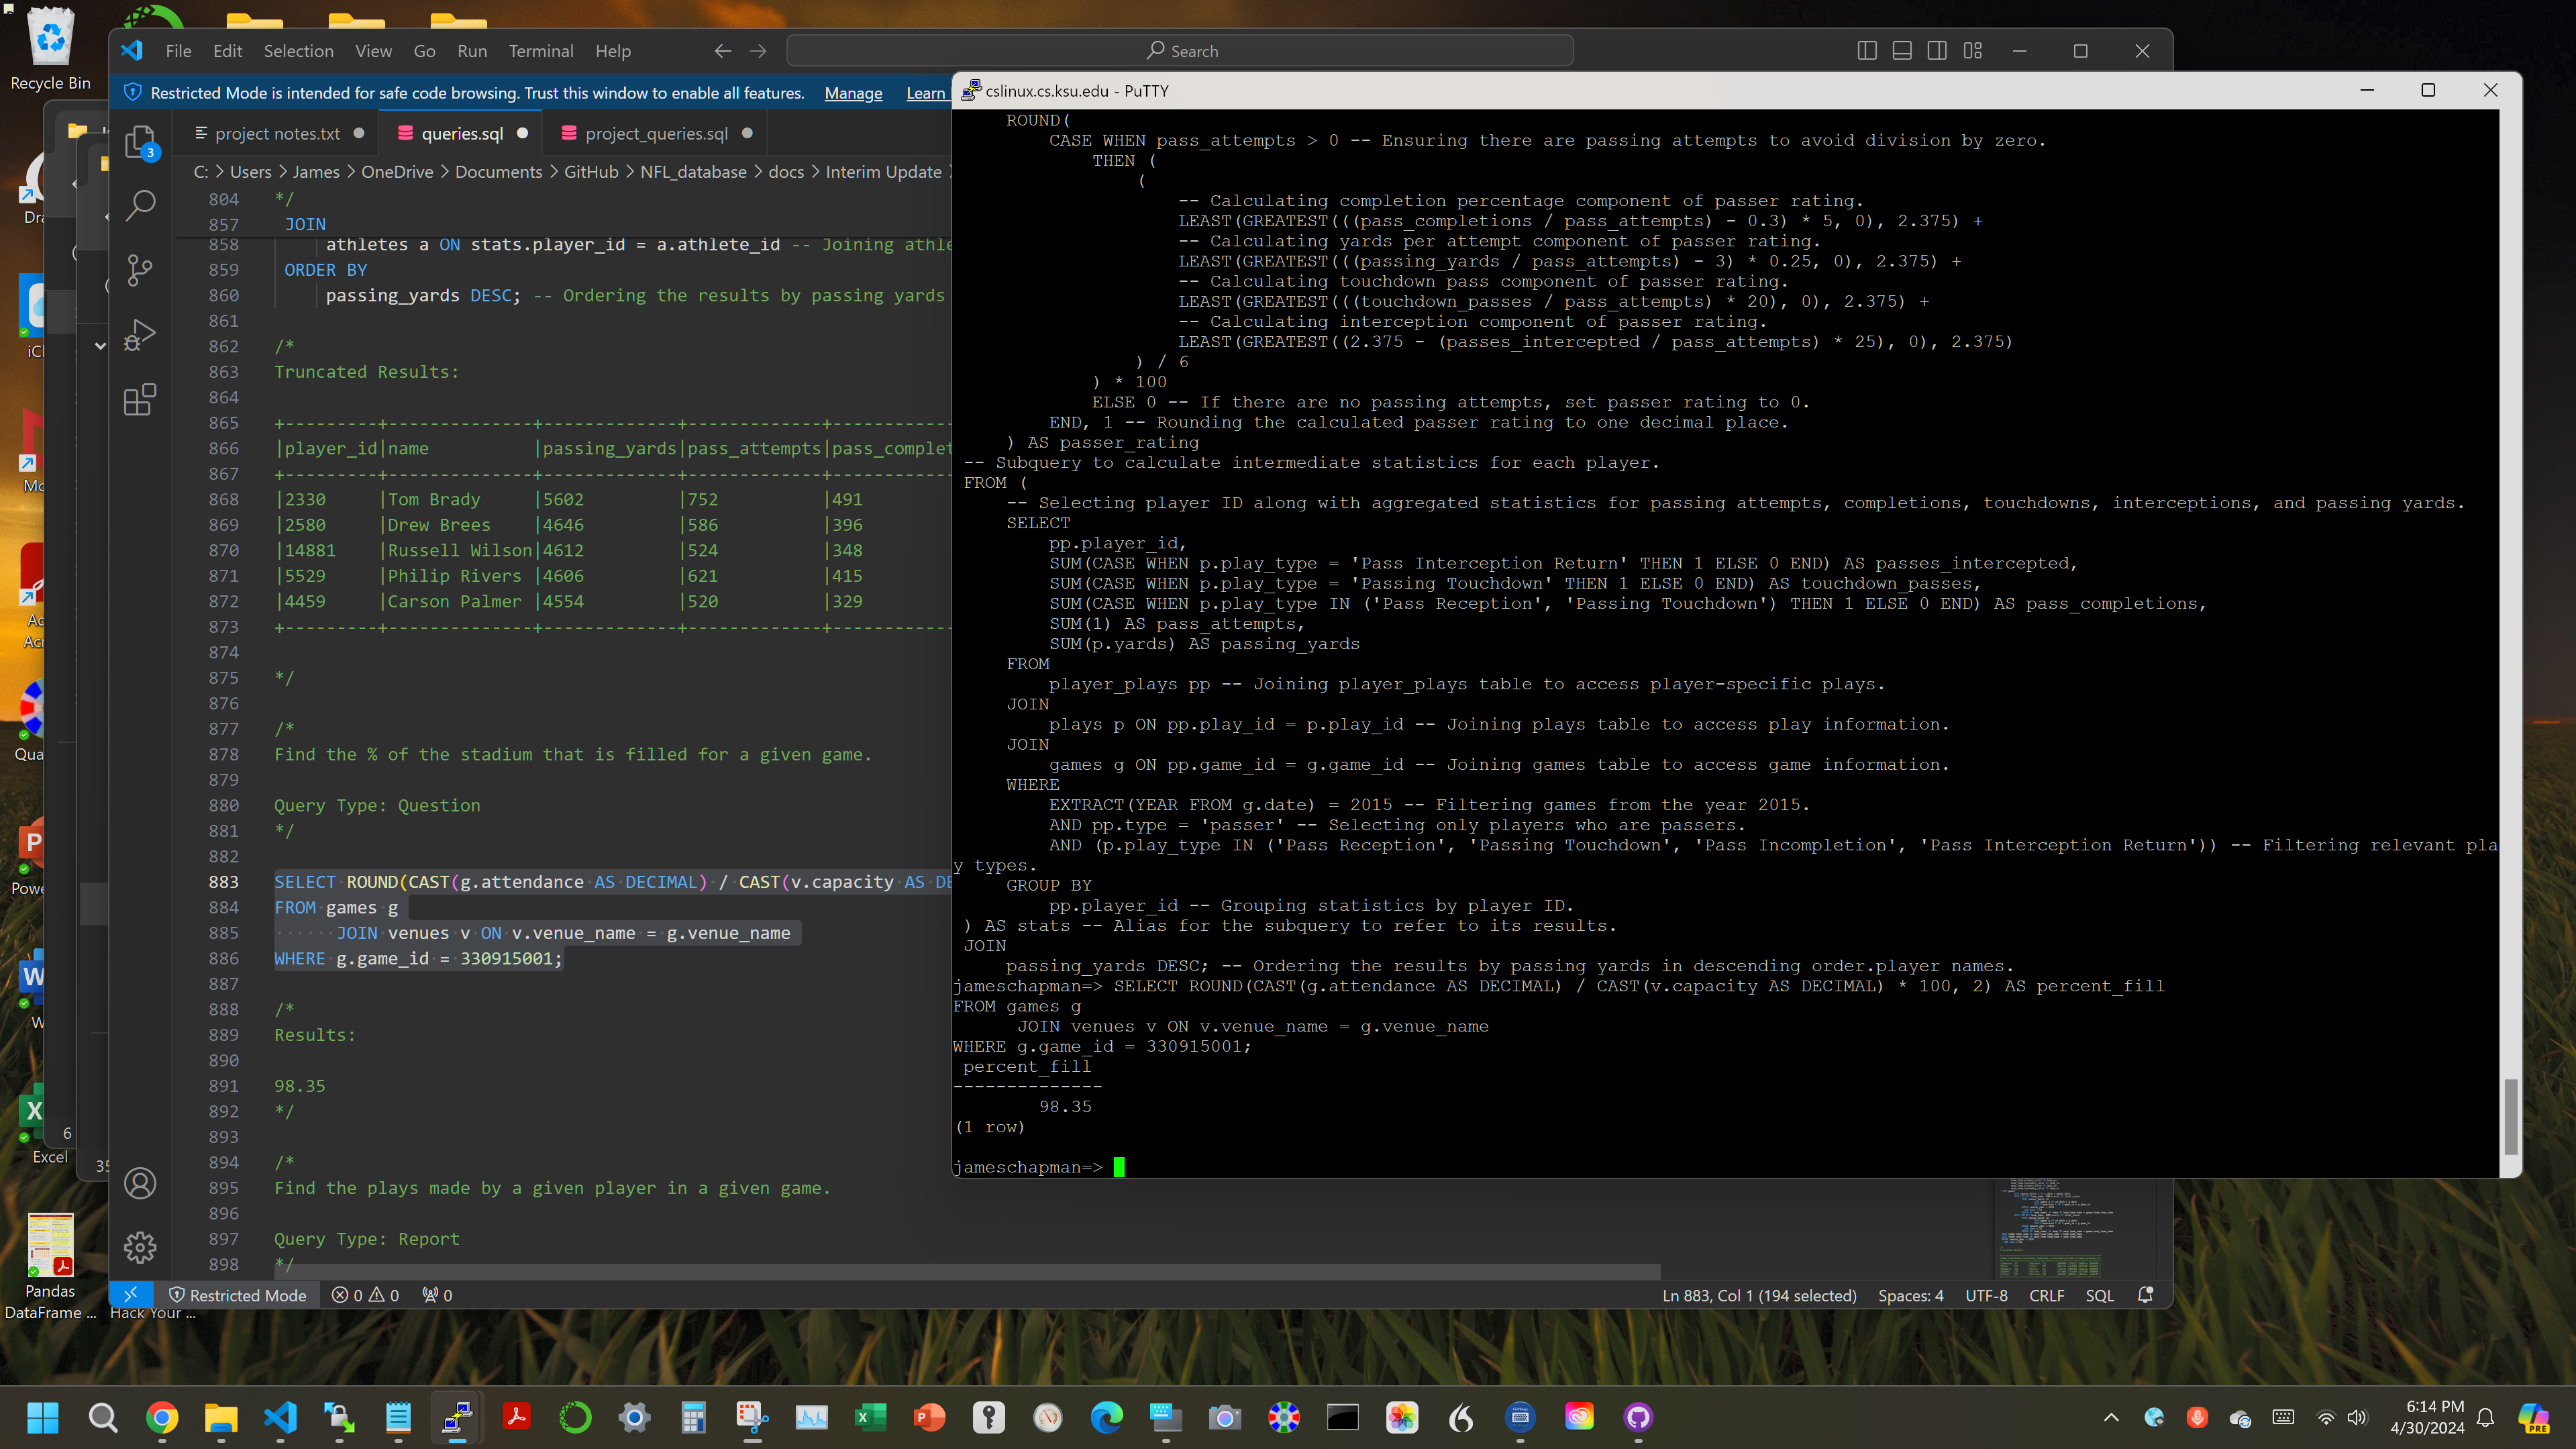 Recycle Bin
File Edit Selection View Go Run Terminal Help
Search
Restricted Mode is intended for safe code browsing. Trust this window to enable all features. Manage Learn
project notes.txt
queries.sql
project_queries.sql
3
C: > Users > James > OneDrive > Documents > GitHub > NFL_database > docs > Interim Update >
804 */
857 JOIN
858 athletes a ON stats.player_id = a.athlete_id -- Joining athle
859 ORDER BY
860 passing_yards DESC; -- Ordering the results by passing yards
861
862 /*
863 Truncated Results:
864
865 +---------+--------------+-------------+-------------+------------
866 |player_id|name |passing_yards|pass_attempts|pass_complet
867 +---------+--------------+-------------+-------------+------------
868 |2330 |Tom Brady |5602 |752 |491
869 |2580 |Drew Brees |4646 |586 |396
870 |14881 |Russell Wilson|4612 |524 |348
871 |5529 |Philip Rivers |4606 |621 |415
872 |4459 |Carson Palmer |4554 |520 |329
873 +---------+--------------+-------------+-------------+------------
874
875 */
876
877 /*
878 Find the % of the stadium that is filled for a given game.
879
880 Query Type: Question
881 */
882
883 SELECT ROUND(CAST(g.attendance AS DECIMAL) / CAST(v.capacity AS DE
884 FROM games g
885 JOIN venues v ON v.venue_name = g.venue_name
886 WHERE g.game_id = 330915001;
887
888 /*
889 Results:
890
891 98.35
892 */
893
894 /*
895 Find the plays made by a given player in a given game.
896
897 Query Type: Report
898 */
Restricted Mode 0 0 0
Ln 883, Col 1 (194 selected) Spaces: 4 UTF-8 CRLF SQL
cslinux.cs.ksu.edu - PuTTY
ROUND(
CASE WHEN pass_attempts > 0 -- Ensuring there are passing attempts to avoid division by zero.
THEN (
(
-- Calculating completion percentage component of passer rating.
LEAST(GREATEST(((pass_completions / pass_attempts) - 0.3) * 5, 0), 2.375) +
-- Calculating yards per attempt component of passer rating.
LEAST(GREATEST(((passing_yards / pass_attempts) - 3) * 0.25, 0), 2.375) +
-- Calculating touchdown pass component of passer rating.
LEAST(GREATEST(((touchdown_passes / pass_attempts) * 20), 0), 2.375) +
-- Calculating interception component of passer rating.
LEAST(GREATEST((2.375 - (passes_intercepted / pass_attempts) * 25), 0), 2.375)
) / 6
) * 100
ELSE 0 -- If there are no passing attempts, set passer rating to 0.
END, 1 -- Rounding the calculated passer rating to one decimal place.
) AS passer_rating
-- Subquery to calculate intermediate statistics for each player.
FROM (
-- Selecting player ID along with aggregated statistics for passing attempts, completions, touchdowns, interceptions, and passing yards.
SELECT
pp.player_id,
SUM(CASE WHEN p.play_type = 'Pass Interception Return' THEN 1 ELSE 0 END) AS passes_intercepted,
SUM(CASE WHEN p.play_type = 'Passing Touchdown' THEN 1 ELSE 0 END) AS touchdown_passes,
SUM(CASE WHEN p.play_type IN ('Pass Reception', 'Passing Touchdown') THEN 1 ELSE 0 END) AS pass_completions,
SUM(1) AS pass_attempts,
SUM(p.yards) AS passing_yards
FROM
player_plays pp -- Joining player_plays table to access player-specific plays.
JOIN
plays p ON pp.play_id = p.play_id -- Joining plays table to access play information.
JOIN
games g ON pp.game_id = g.game_id -- Joining games table to access game information.
WHERE
EXTRACT(YEAR FROM g.date) = 2015 -- Filtering games from the year 2015.
AND pp.type = 'passer' -- Selecting only players who are passers.
AND (p.play_type IN ('Pass Reception', 'Passing Touchdown', 'Pass Incompletion', 'Pass Interception Return')) -- Filtering relevant pla
y types.
GROUP BY
pp.player_id -- Grouping statistics by player ID.
) AS stats -- Alias for the subquery to refer to its results.
JOIN
passing_yards DESC; -- Ordering the results by passing yards in descending order.player names.
jameschapman=> SELECT ROUND(CAST(g.attendance AS DECIMAL) / CAST(v.capacity AS DECIMAL) * 100, 2) AS percent_fill
FROM games g
JOIN venues v ON v.venue_name = g.venue_name
WHERE g.game_id = 330915001;
percent_fill
--------------
98.35
(1 row)
jameschapman=>
Dra
iCl
Mo
Ad
Acr
Qua
Powe
W
Excel
6
35
Pandas
DataFrame ...
Hack Your ...
6:14 PM
4/30/2024
PRE